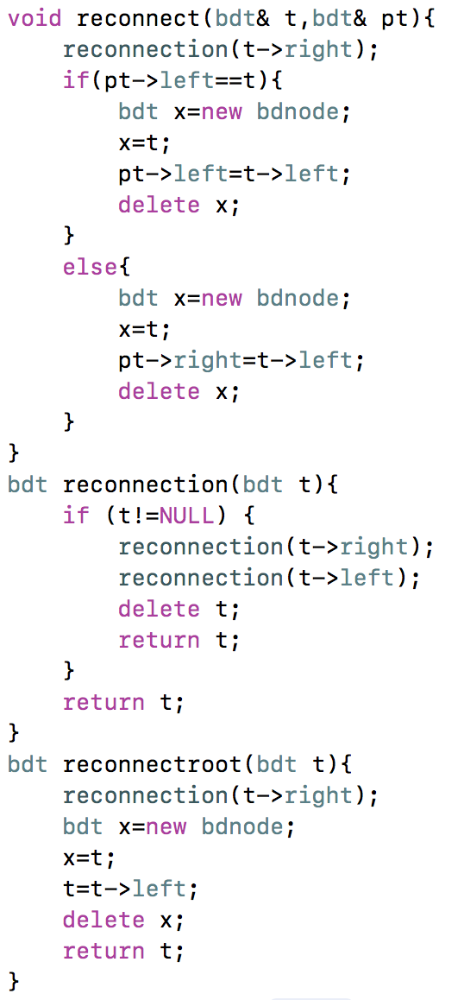 void reconnect(bdt& t,bdt& pt){
    reconnection(t->right);
    if(pt->left==t){
        bdt x=new bdnode;
        x=t;
        pt->left=t->left;
        delete x;
    }
    else{
        bdt x=new bdnode;
        x=t;
        pt->right=t->left;
        delete x;
    }
}
bdt reconnection(bdt t){
    if (t!=NULL) {
        reconnection(t->right);
        reconnection(t->left);
        delete t;
        return t;
    }
    return t;
}
bdt reconnectroot(bdt t){
    reconnection(t->right);
    bdt x=new bdnode;
    x=t;
    t=t->left;
    delete x;
    return t;
}